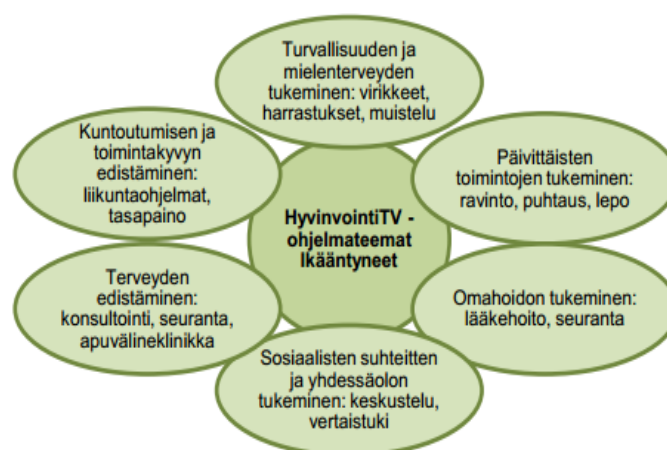 Turvallisuuden ja
mielenterveyden
tukeminen: virikkeet,
harrastukset, muistelu
Kuntoutumisen ja
toimintakyvyn
edistäminen:
liikuntaohjelmat,
tasapaino
Päivittäisten
toimintojen tukeminen:
ravinto, puhtaus, lepo
HyvinvointiTV -
ohjelmateemat
Ikääntyneet
Terveyden
edistäminen:
konsultointi, seuranta,
apuvälineklinikka
Omahoidon tukeminen:
lääkehoito, seuranta
Sosiaalisten suhteitten
ja yhdessäolon
tukeminen: keskustelu,
vertaistuki